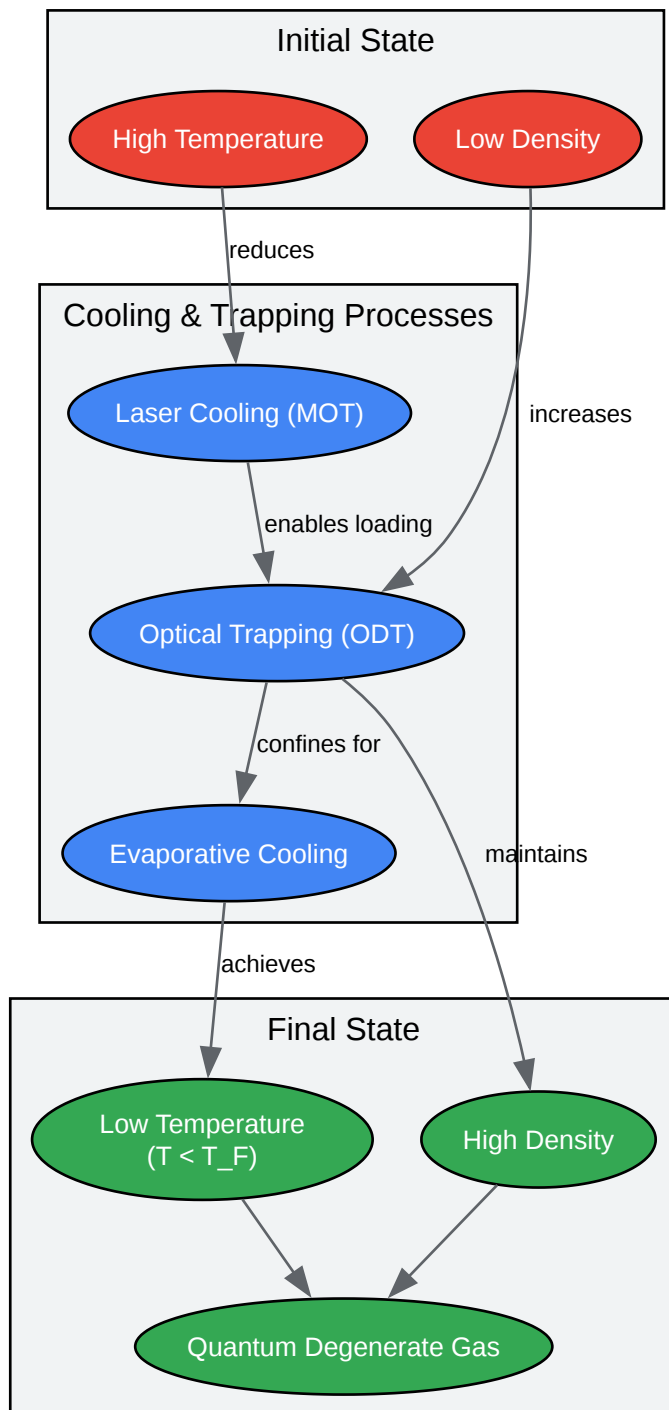 Initial State
High Temperature
Low Density
reduces
Cooling & Trapping Processes
Laser Cooling (MOT)
increases
enables loading
Optical Trapping (ODT)
confines for
Evaporative Cooling
maintains
achieves
Final State
Low Temperature
(T < T_F)
High Density
Quantum Degenerate Gas